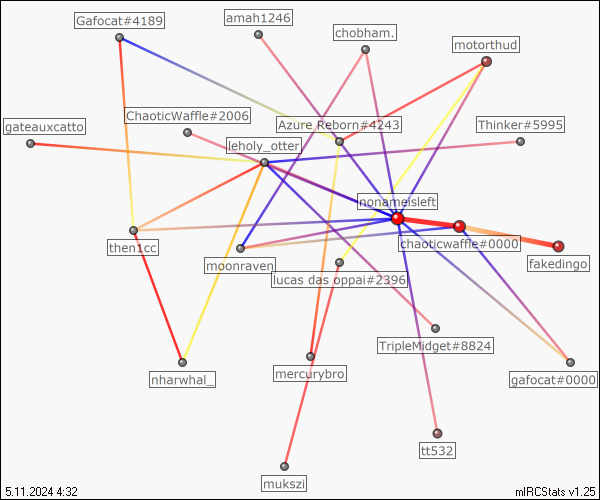 Gafocat#4189
amah1246
chobham.
motorthud
ChaoticWaffle#2006
gateauxcatto
Azure Reborn#4243
Thinker#5995
leholy_otter
nonameisleft
then1cc
chaoticwaffle#0000
moonraven
fakedingo
lucas das oppai#2396
TripleMidget#8824
nharwhal_
mercurybro
gafocat#0000
tt532
mukszi
5.11.2024 4:32
mIRCStats v1.25